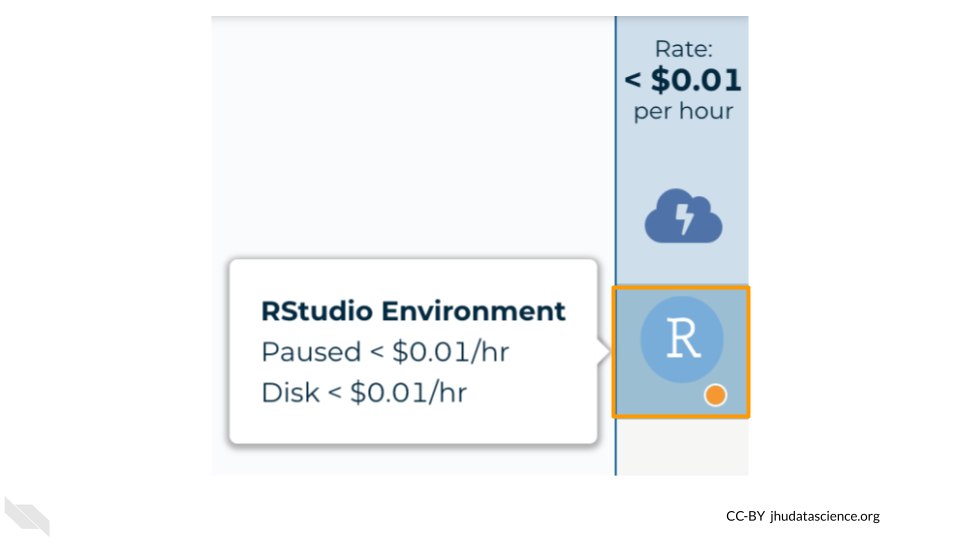 Rate:
< $0.01
per hour
RStudio Environment
Paused < $0.01/hr
Disk < $0.01/hr
R
CC-BY jhudatascience.org